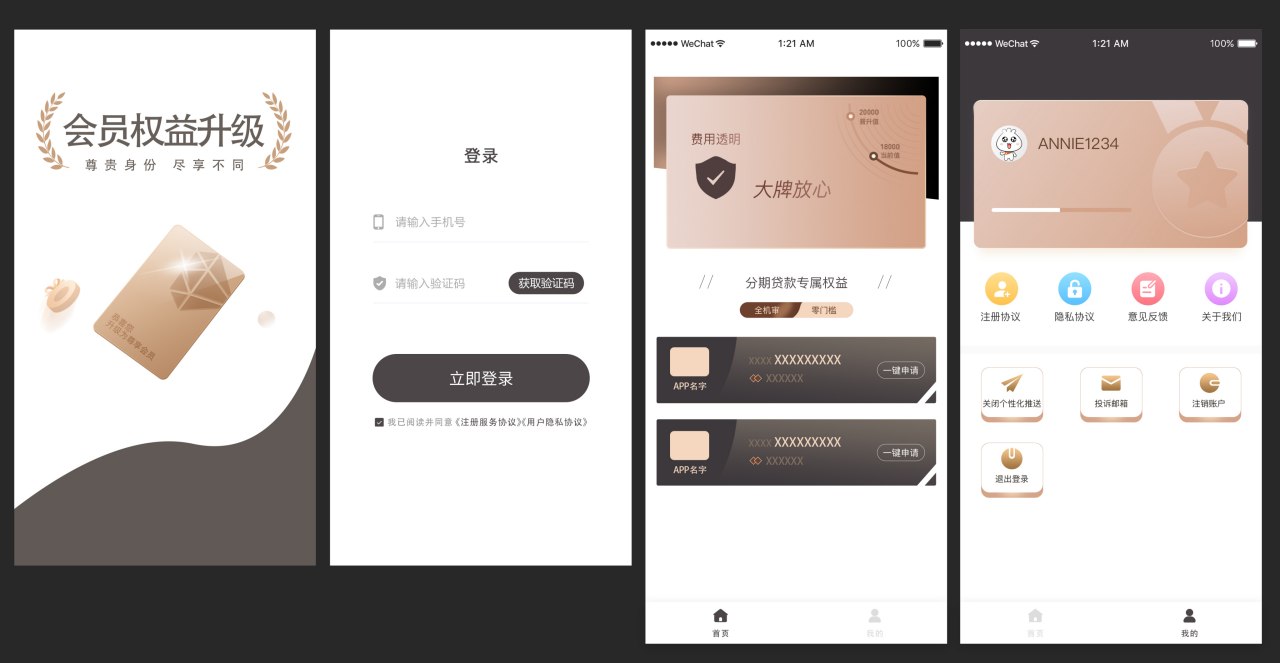 会员权益升级
尊贵身份 尽享不同
恭喜您
升级为尊享会员
登录
请输入手机号
请输入验证码
获取验证码
立即登录
我已阅读并同意《注册服务协议》《用户隐私协议》
WeChat
1:21 AM
100%
费用透明
大牌放心
20000
最升值
18000
当前值
分期贷款专属权益
全机审
零门槛
XXXX XXXXXXXXX
XXXXXX
APP名字
一键申请
XXXX XXXXXXXXX
XXXXXX
APP名字
一键申请
首页
我的
WeChat
1:21 AM
100%
ANNIE1234
注册协议
隐私协议
意见反馈
关于我们
关闭个性化推送
投诉邮箱
注销账户
退出登录
首页
我的